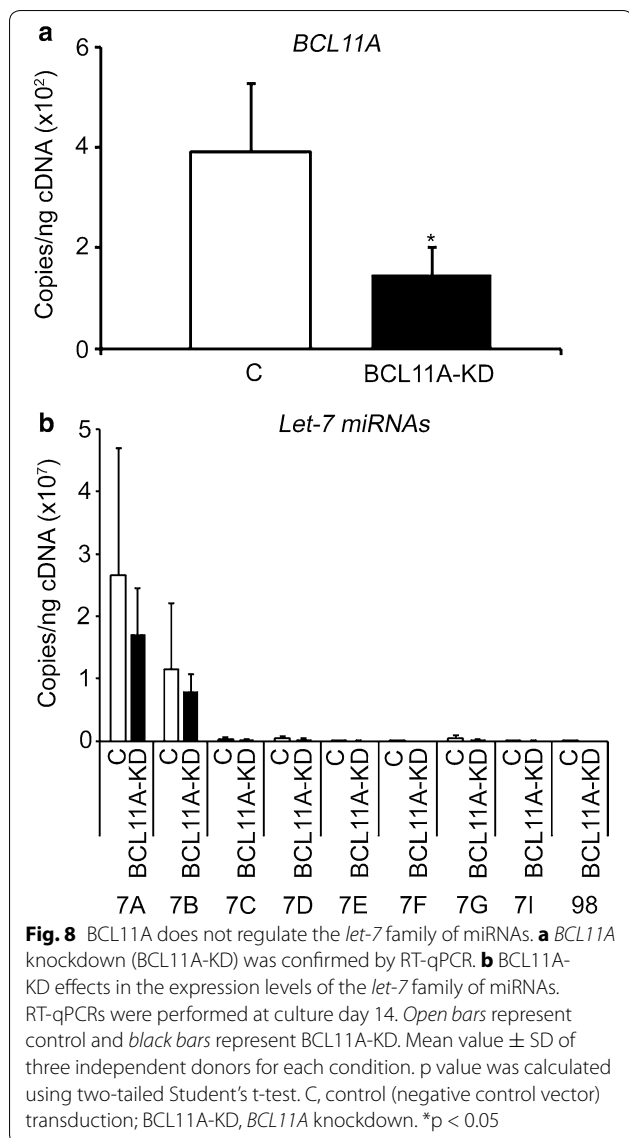 a
BCL11A
Copies/ng cDNA (x10²)
6
4
2
0
*
C
BCL11A-KD
b
Let-7 miRNAs
Copies/ng cDNA (x10⁷)
5
4
3
2
1
0
C BCL11A-KD C BCL11A-KD C BCL11A-KD C BCL11A-KD C BCL11A-KD C BCL11A-KD C BCL11A-KD C BCL11A-KD C BCL11A-KD
7A 7B 7C 7D 7E 7F 7G 7I 98
Fig. 8 BCL11A does not regulate the let-7 family of miRNAs. a BCL11A
knockdown (BCL11A-KD) was confirmed by RT-qPCR. b BCL11A-
KD effects in the expression levels of the let-7 family of miRNAs.
RT-qPCRs were performed at culture day 14. Open bars represent
control and black bars represent BCL11A-KD. Mean value ± SD of
three independent donors for each condition. p value was calculated
using two-tailed Student’s t-test. C, control (negative control vector)
transduction; BCL11A-KD, BCL11A knockdown. *p < 0.05